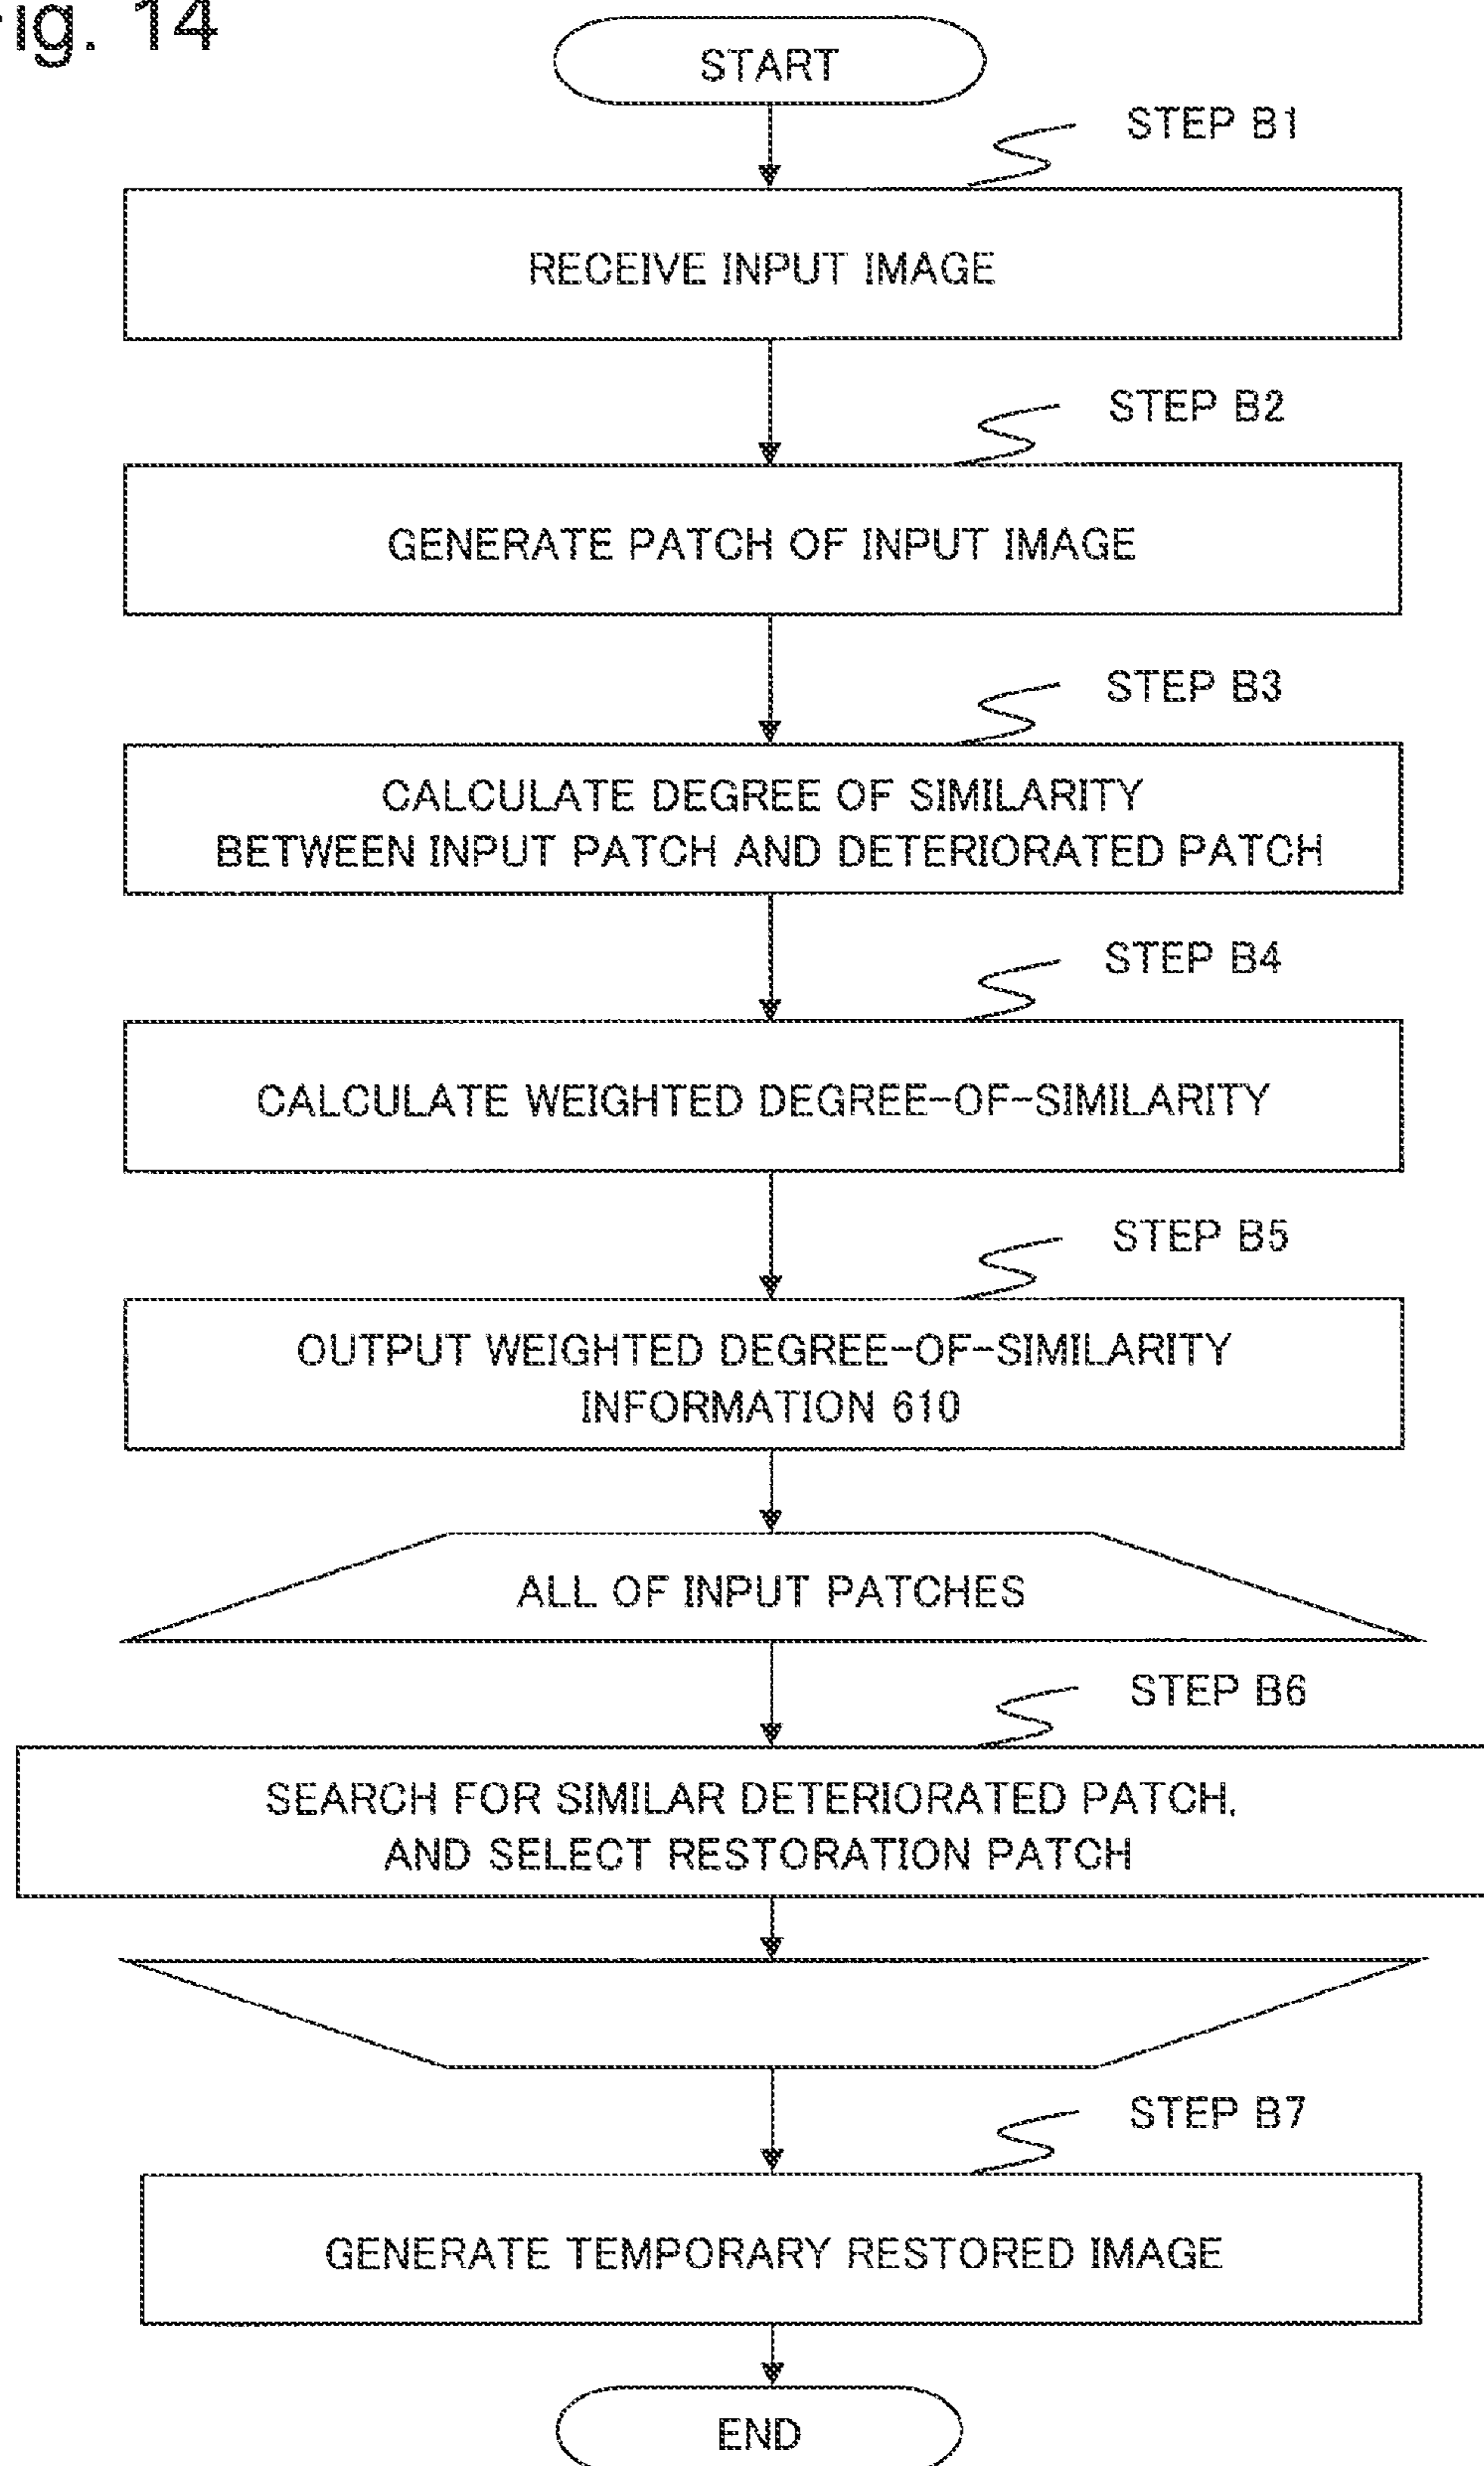 Fig. 14
START
STEP B1
RECEIVE INPUT IMAGE
STEP B2
GENERATE PATCH OF INPUT IMAGE
STEP B3
CALCULATE DEGREE OF SIMILARITY
BETWEEN INPUT PATCH AND DETERIORATED PATCH
STEP B4
CALCULATE WEIGHTED DEGREE-OF-SIMILARITY
STEP B5
OUTPUT WEIGHTED DEGREE-OF-SIMILARITY
INFORMATION 610
ALL OF INPUT PATCHES
STEP B6
SEARCH FOR SIMILAR DETERIORATED PATCH,
AND SELECT RESTORATION PATCH
STEP B7
GENERATE TEMPORARY RESTORED IMAGE
END